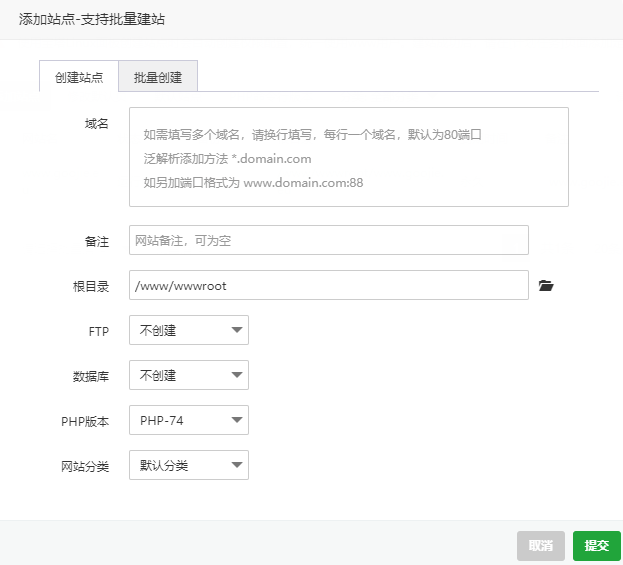 添加站点-支持批量建站
创建站点
批量创建
域名
如需填写多个域名，请换行填写，每行一个域名，默认为80端口
泛解析添加方法 *.domain.com
如另加端口格式为 www.domain.com:88
备注
网站备注，可为空
根目录
/www/wwwroot
FTP
不创建
数据库
不创建
PHP版本
PHP-74
网站分类
默认分类
取消
提交